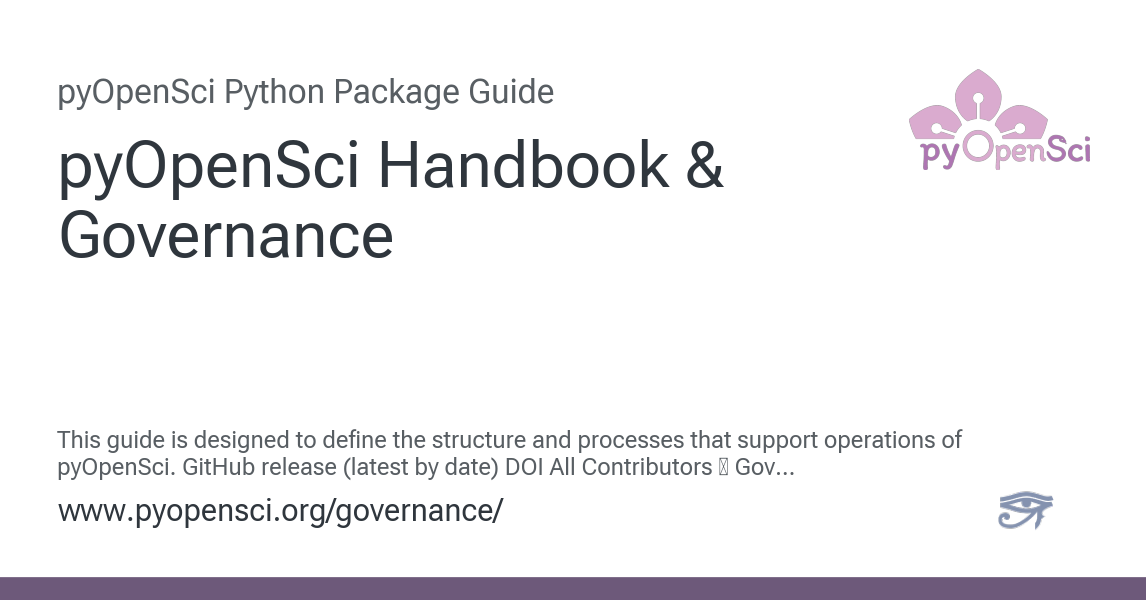 pyOpenSci Python Package Guide
pyOpenSci Handbook &
Governance
pyOpenSci
This guide is designed to define the structure and processes that support operations of
pyOpenSci. GitHub release (latest by date) DOI All Contributors  Gov...
www.pyopensci.org/governance/